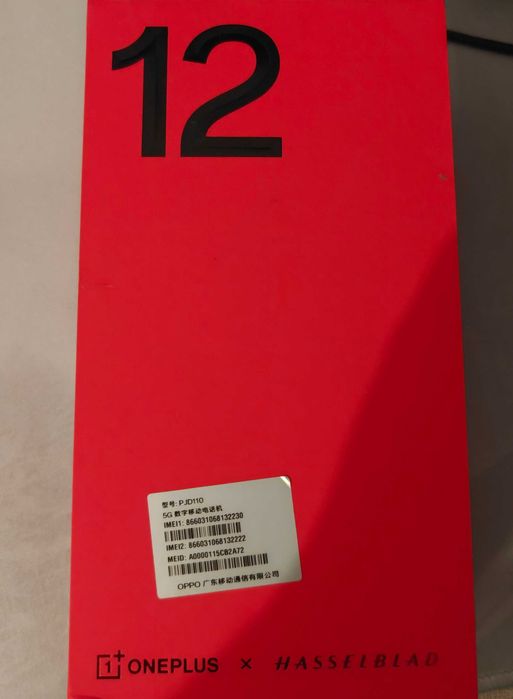 12
型号: PJD110
5G 数字移动电话机
IMEI1: 866031068132230
IMEI2: 866031068132222
MEID: A0000115CB2A72
OPPO 广东移动通信有限公司
1+ ONEPLUS × HASSELBLAD